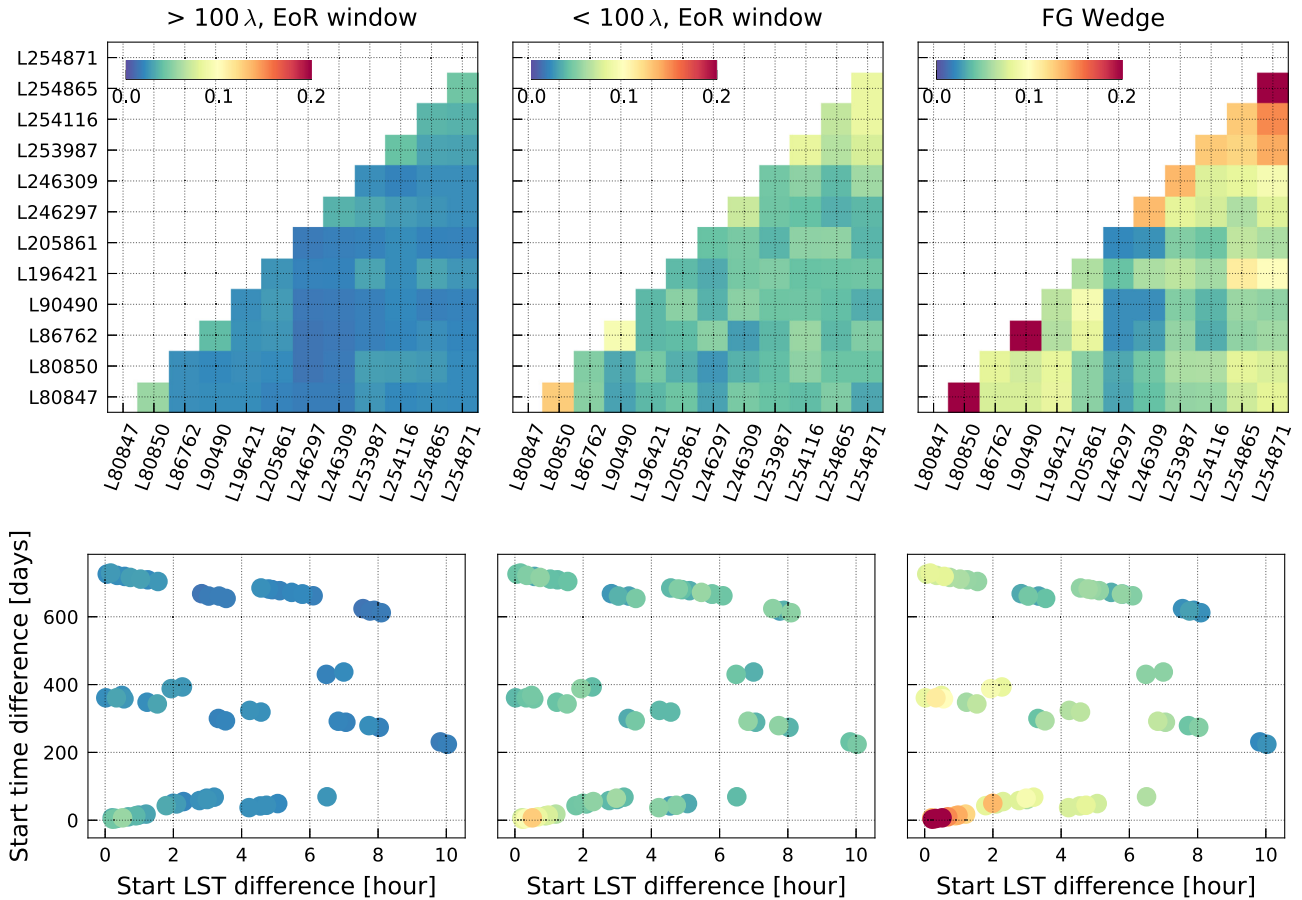 > 100 λ, EoR window
< 100 λ, EoR window
FG Wedge
L254871
L254865
L254116
L253987
L246309
L246297
L205861
L196421
L90490
L86762
L80850
L80847
0.0 0.1 0.2
0.0 0.1 0.2
0.0 0.1 0.2
L80847 L80850 L86762 L90490 L196421 L205861 L246297 L246309 L253987 L254116 L254865 L254871
L80847 L80850 L86762 L90490 L196421 L205861 L246297 L246309 L253987 L254116 L254865 L254871
L80847 L80850 L86762 L90490 L196421 L205861 L246297 L246309 L253987 L254116 L254865 L254871
Start time difference [days]
600
400
200
0
0 2 4 6 8 10
0 2 4 6 8 10
0 2 4 6 8 10
Start LST difference [hour]
Start LST difference [hour]
Start LST difference [hour]